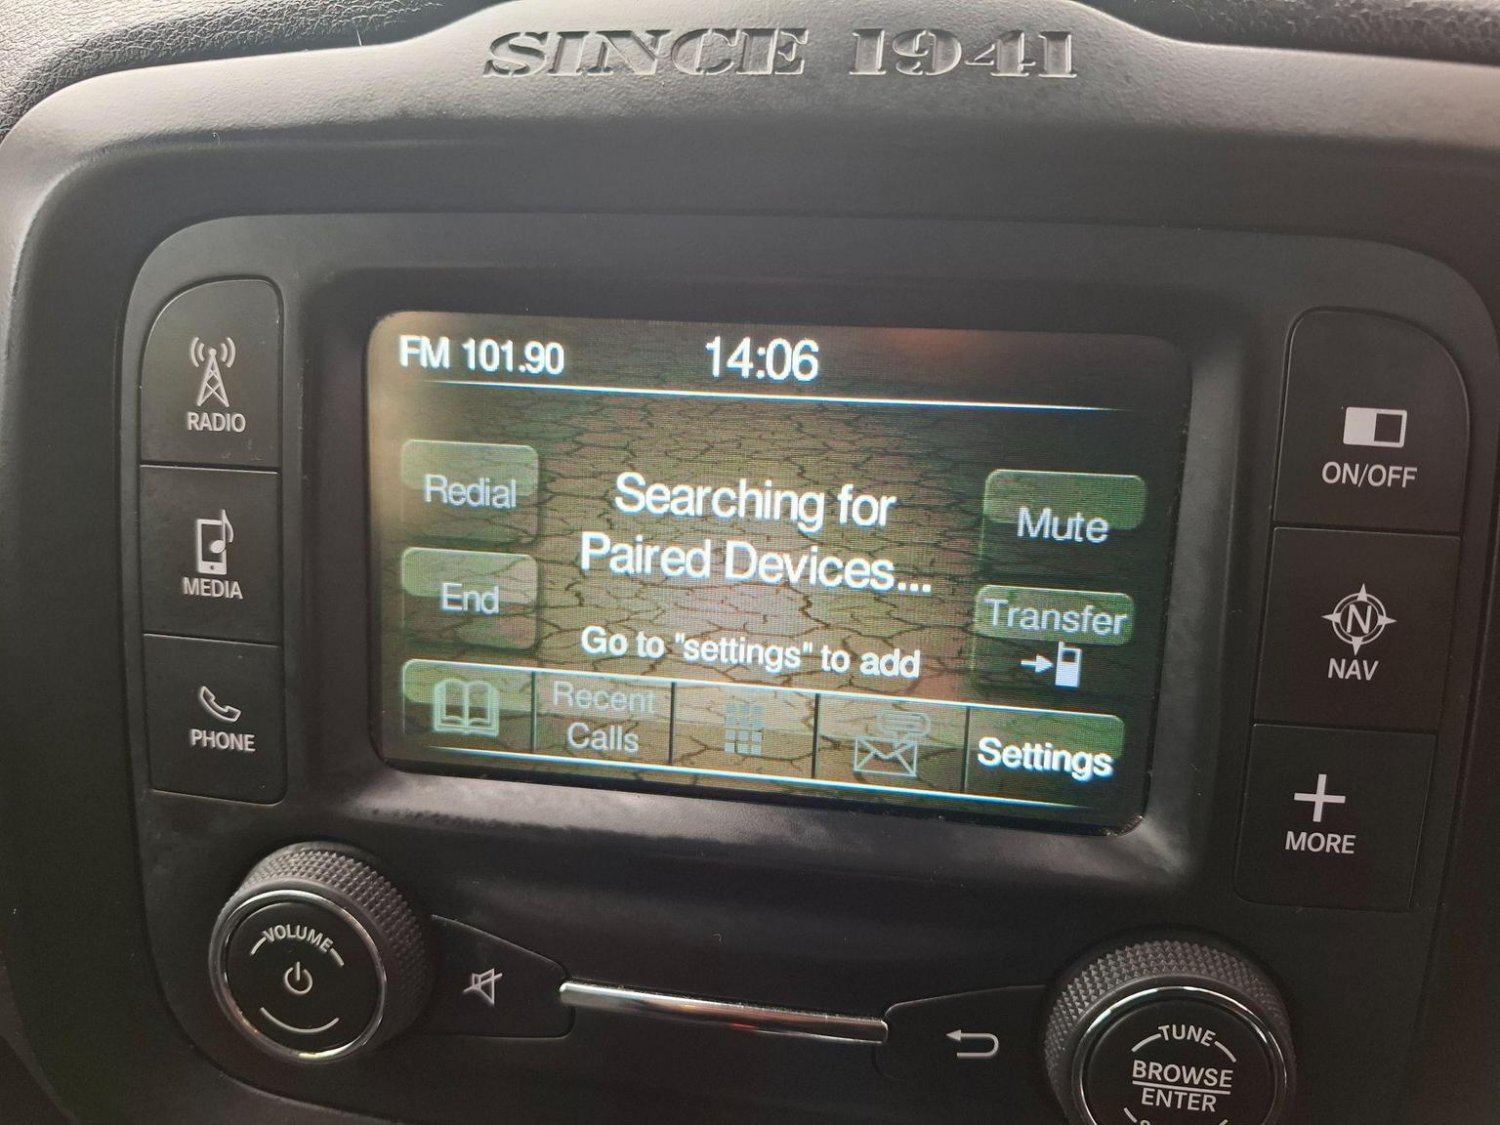 SINCE 1941
FM 101.90
14:06
RADIO
MEDIA
PHONE
Redial
End
Searching for
Paired Devices...
Go to "settings" to add
Mute
Transfer
Recent
Calls
Settings
ON/OFF
NAV
MORE
VOLUME
TUNE
BROWSE
ENTER